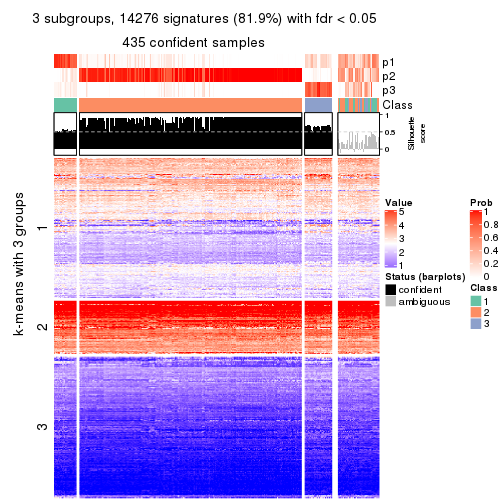 3 subgroups, 14276 signatures (81.9%) with fdr < 0.05
435 confident samples
p1
p2
p3
Class
1
0.5
0
Silhouette
score
k-means with 3 groups
1
2
3
Value
5
4
3
2
1
Status (barplots)
confident
ambiguous
Prob
1
0.8
0.6
0.4
0.2
0
Class
1
2
3